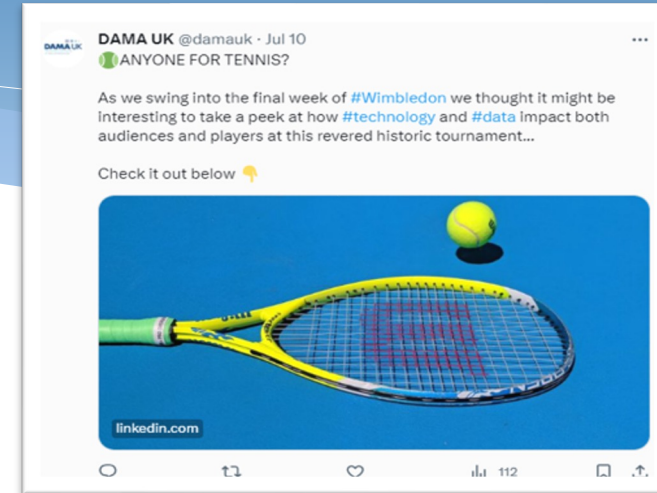 DAMA UK
DAMA UK @damauk · Jul 10
ANYONE FOR TENNIS?
As we swing into the final week of #Wimbledon we thought it might be
interesting to take a peek at how #technology and #data impact both
audiences and players at this revered historic tournament...
Check it out below
linkedin.com
112